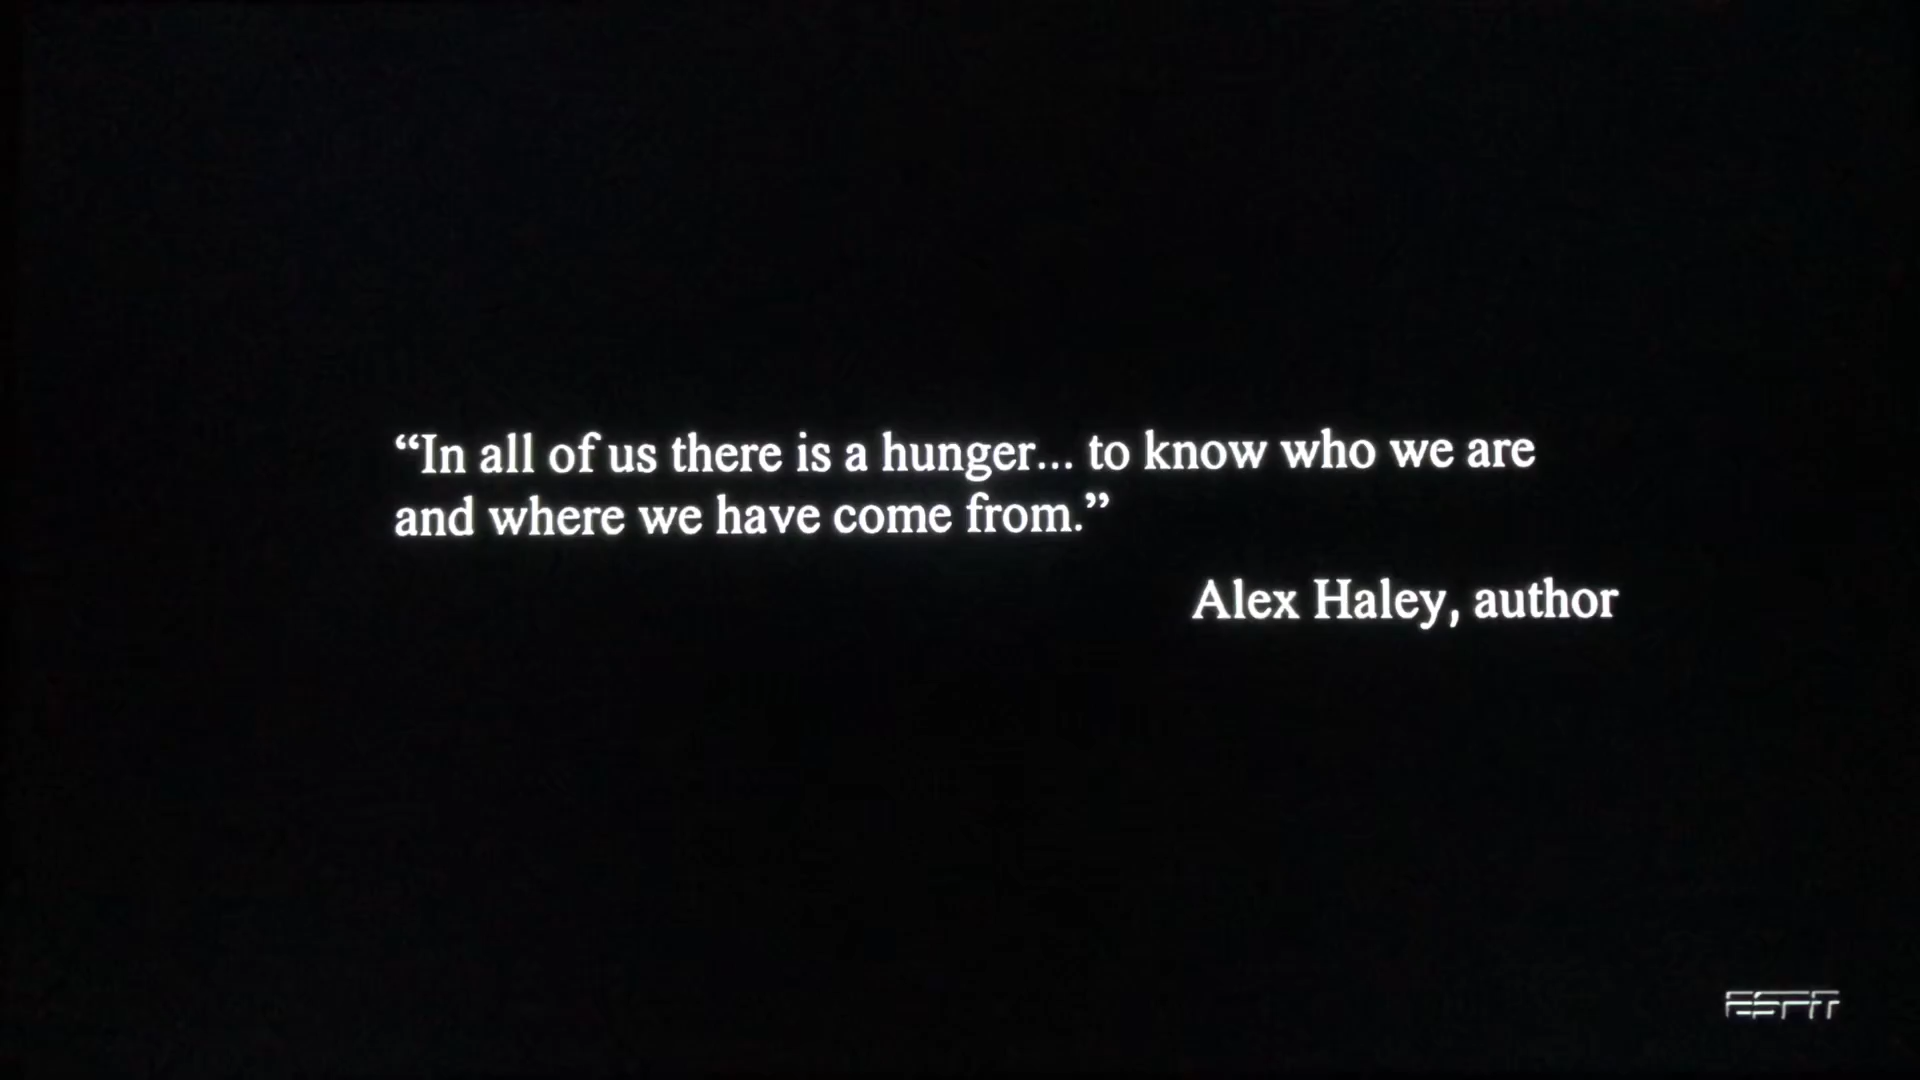 “In all of us there is a hunger... to know who we are
and where we have come from.”
Alex Haley, author
ESPN